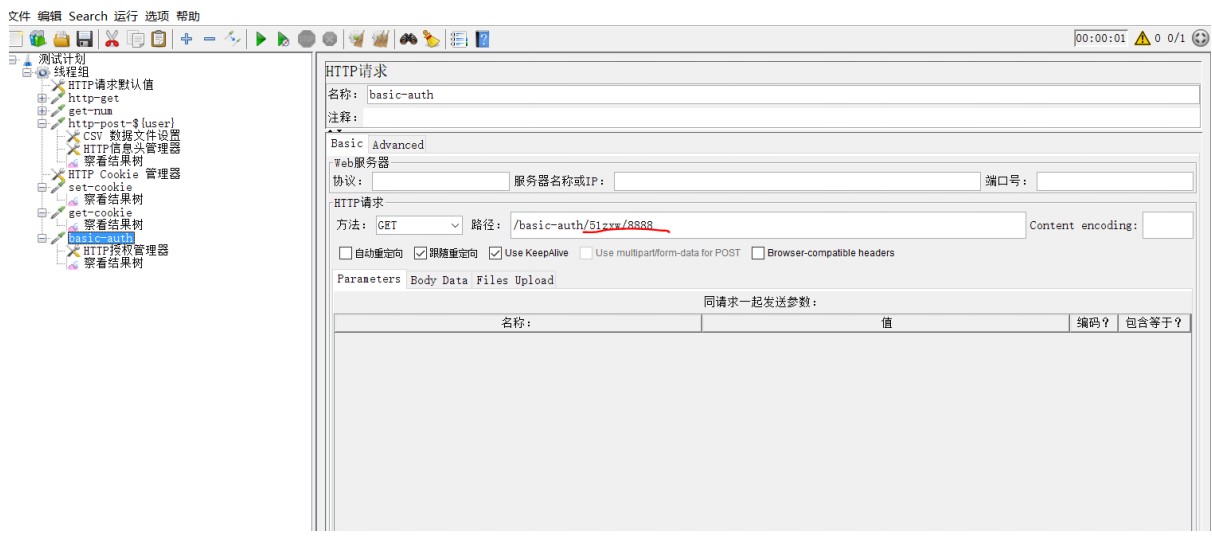 文件 编辑 Search 运行 选项 帮助
00:00:01 0 0/1
测试计划
线程组
HTTP请求默认值
http-get
get-num
http-post-${user}
CSV 数据文件设置
HTTP信息头管理器
察看结果树
HTTP Cookie 管理器
set-cookie
察看结果树
get-cookie
察看结果树
basic-auth
HTTP授权管理器
察看结果树
HTTP请求
名称: basic-auth
注释:
Basic Advanced
Web服务器
协议: 服务器名称或IP: 端口号:
HTTP请求
方法: GET 路径: /basic-auth/51zxw/8888 Content encoding:
自动重定向 跟随重定向 Use KeepAlive Use multipart/form-data for POST Browser-compatible headers
Parameters Body Data Files Upload
同请求一起发送参数:
名称: 值 编码? 包含等于?